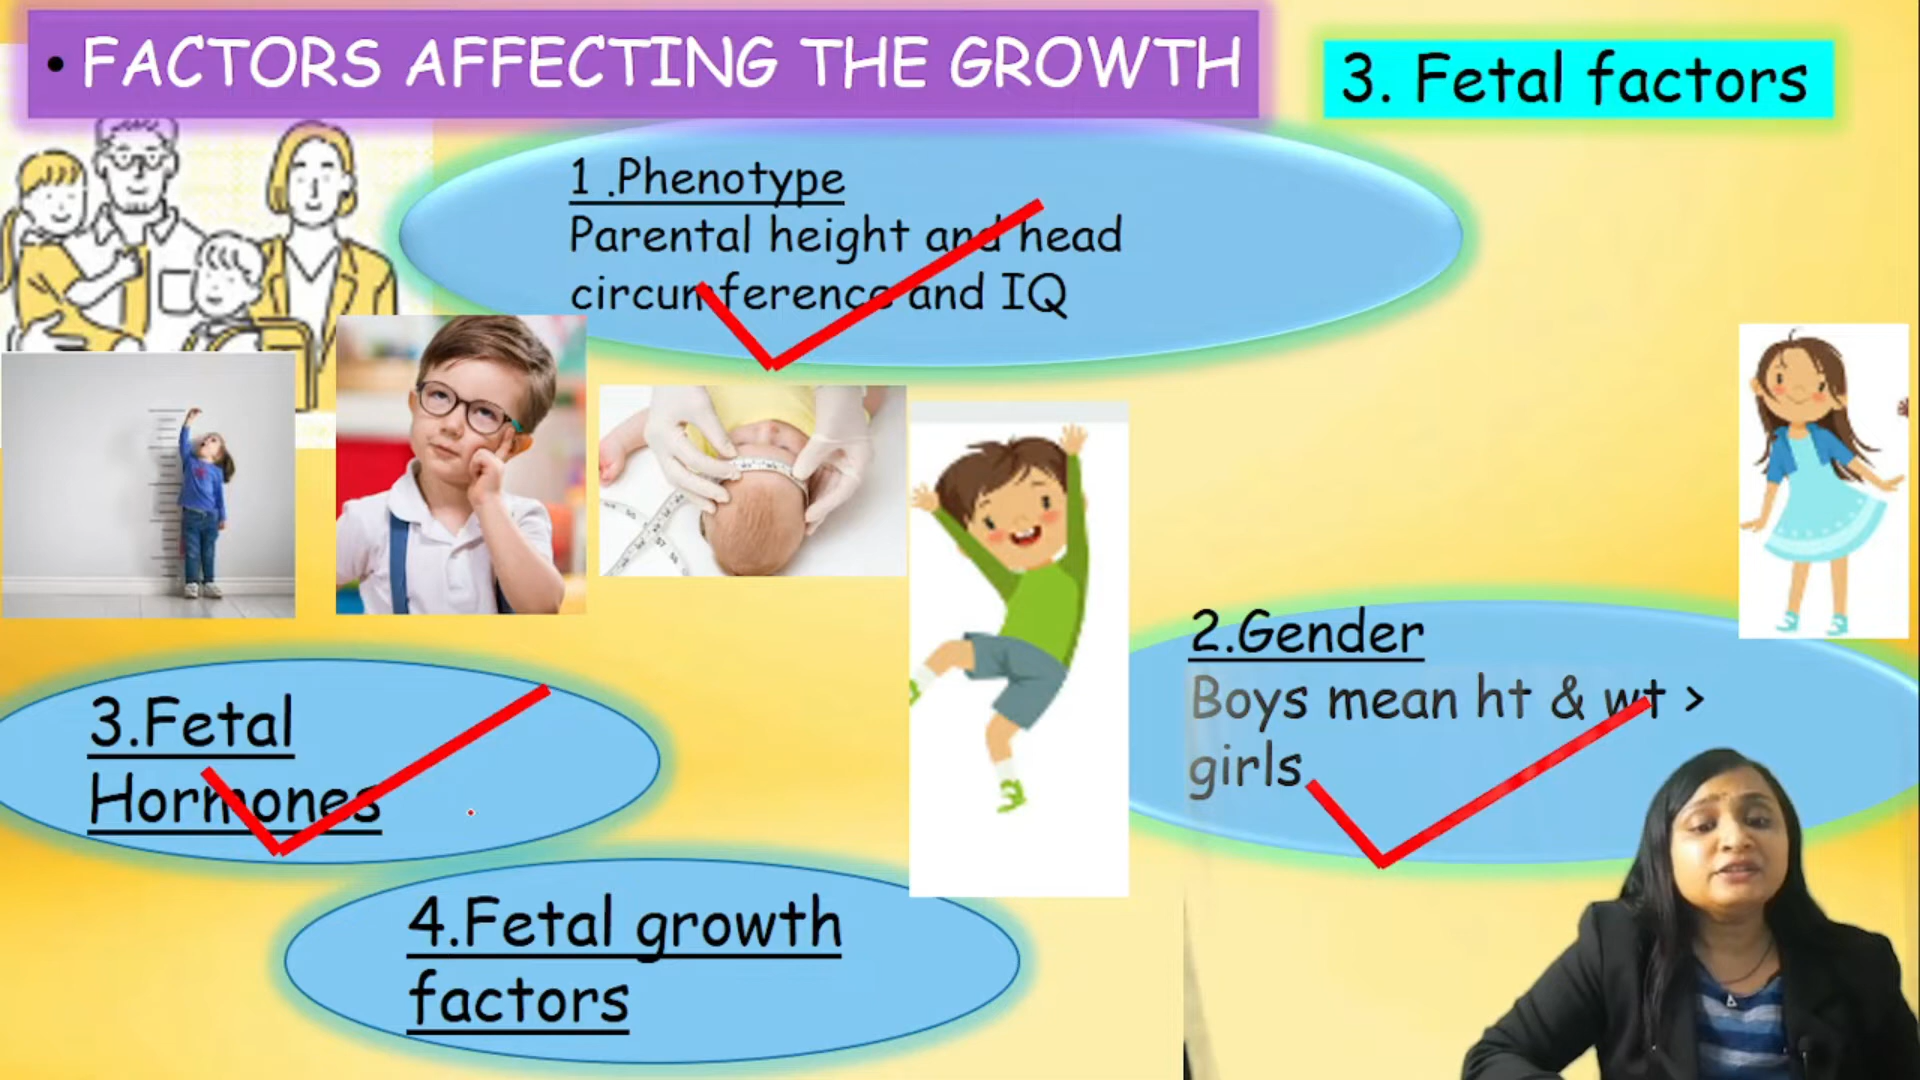 • FACTORS AFFECTING THE GROWTH
3. Fetal factors
1 .Phenotype
Parental height and head
circumference and IQ
2.Gender
Boys mean ht & wt >
girls
3.Fetal
Hormones
4.Fetal growth
factors